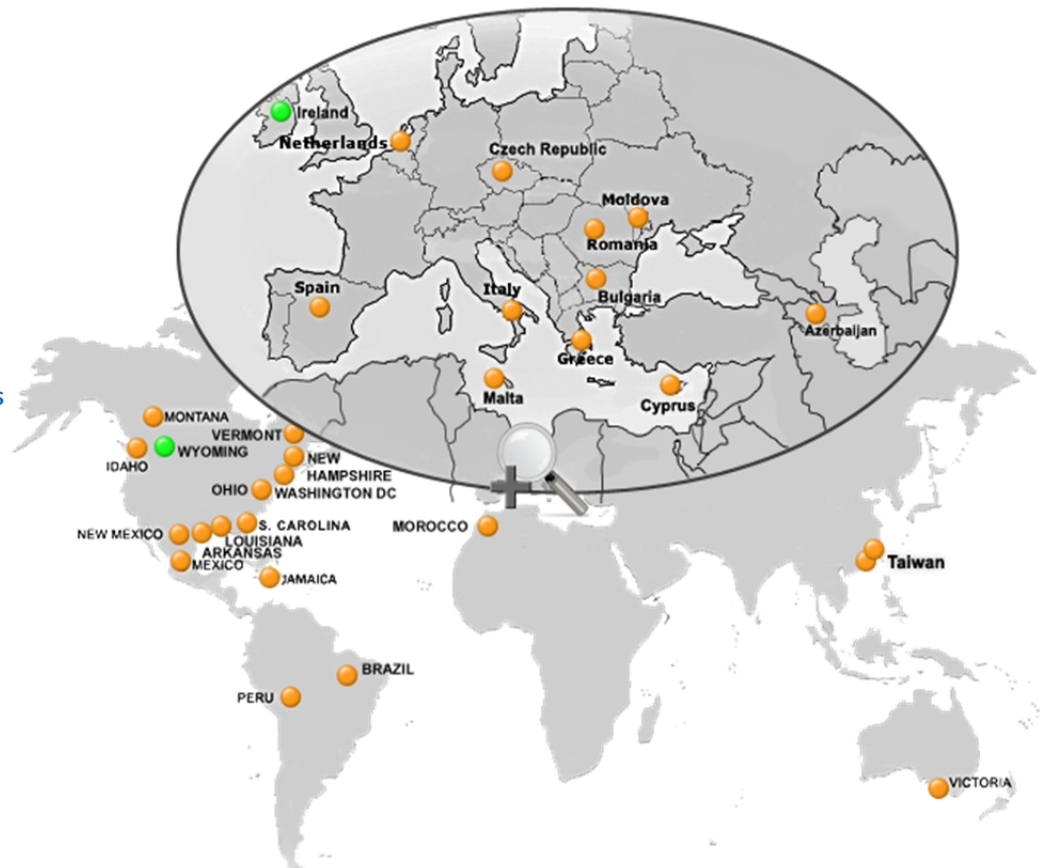 Ireland
Netherlands
Czech Republic
Moldova
Romania
Spain
Italy
Bulgaria
Azerbaijan
Greece
Malta
Cyprus
s
MONTANA
VERMONT
WYOMING
IDAHO
NEW
HAMPSHIRE
OHIO
WASHINGTON DC
S. CAROLINA
MOROCCO
NEW MEXICO
LOUISIANA
ARKANSAS
MEXICO
JAMAICA
Taiwan
BRAZIL
PERU
VICTORIA